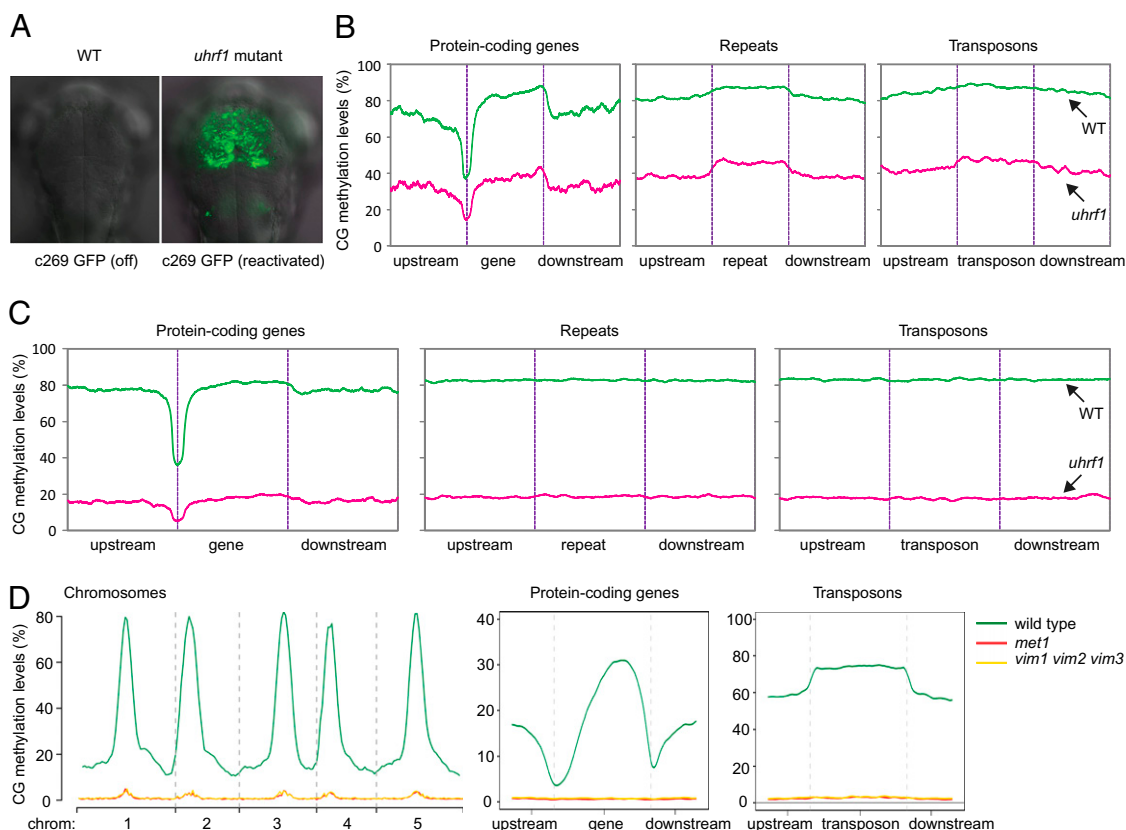 A
WT
uhrf1 mutant
c269 GFP (off)
c269 GFP (reactivated)
B
Protein-coding genes
Repeats
Transposons
CG methylation levels (%)
100
80
60
40
20
0
WT
uhrf1
upstream gene downstream
upstream repeat downstream
upstream transposon downstream
C
Protein-coding genes
Repeats
Transposons
CG methylation levels (%)
100
80
60
40
20
0
WT
uhrf1
upstream gene downstream
upstream repeat downstream
upstream transposon downstream
D
Chromosomes
CG methylation levels (%)
80
60
40
20
0
chrom: 1 2 3 4 5
Protein-coding genes
40
30
20
10
0
upstream gene downstream
Transposons
100
80
60
40
20
0
upstream transposon downstream
wild type
met1
vim1 vim2 vim3